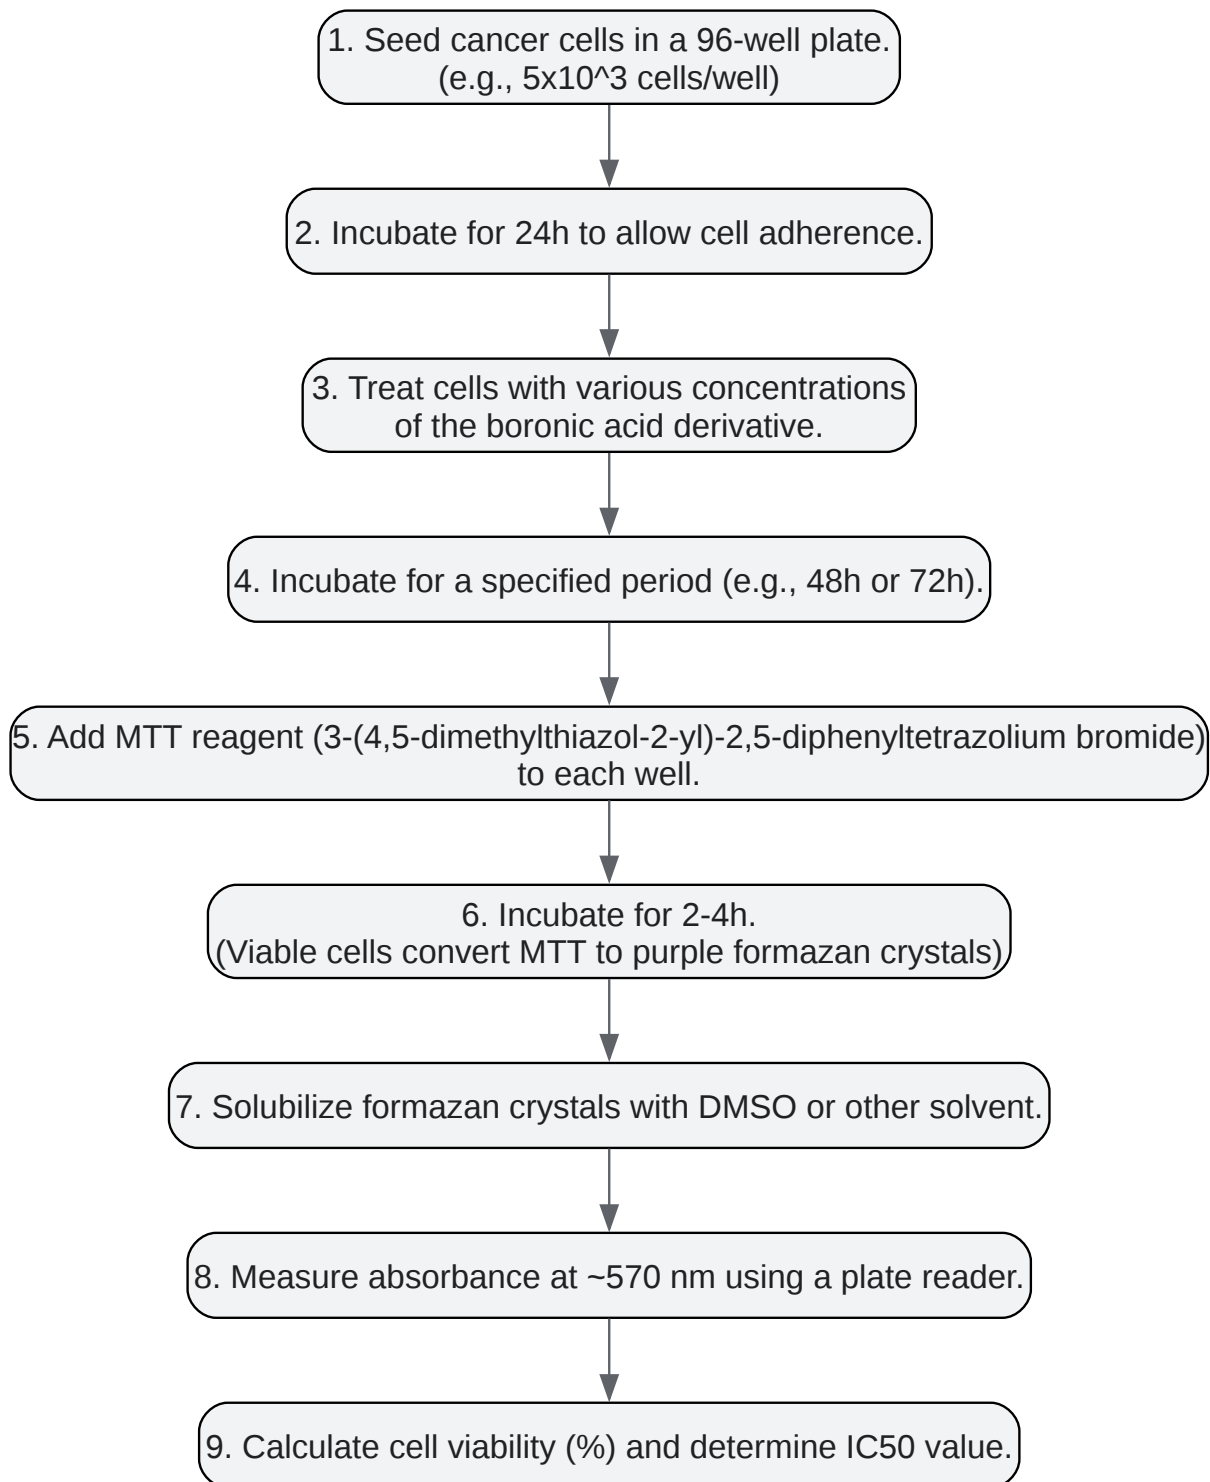 1. Seed cancer cells in a 96-well plate.
(e.g., 5x10^3 cells/well)
2. Incubate for 24h to allow cell adherence.
3. Treat cells with various concentrations
of the boronic acid derivative.
4. Incubate for a specified period (e.g., 48h or 72h).
5. Add MTT reagent (3-(4,5-dimethylthiazol-2-yl)-2,5-diphenyltetrazolium bromide)
to each well.
6. Incubate for 2-4h.
(Viable cells convert MTT to purple formazan crystals)
7. Solubilize formazan crystals with DMSO or other solvent.
8. Measure absorbance at ~570 nm using a plate reader.
9. Calculate cell viability (%) and determine IC50 value.